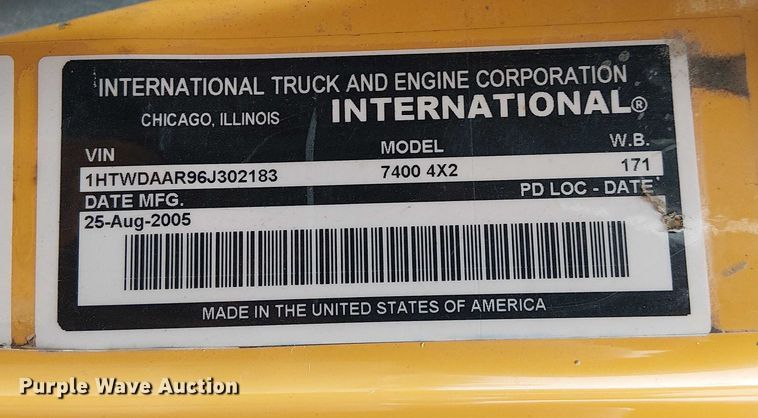 INTERNATIONAL TRUCK AND ENGINE CORPORATION
CHICAGO, ILLINOIS INTERNATIONAL®
VIN MODEL W.B.
1HTWDAAR96J302183 7400 4X2 171
DATE MFG. PD LOC - DATE
25-Aug-2005
MADE IN THE UNITED STATES OF AMERICA
Purple Wave Auction